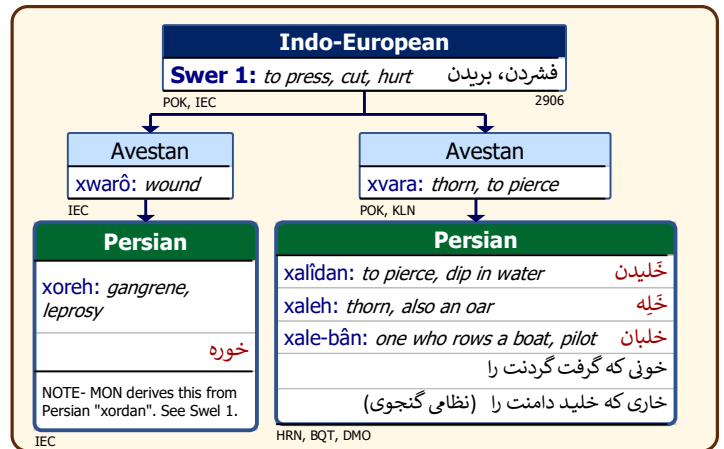 Indo-European
Swer 1: to press, cut, hurt فشردن، بریدن
POK, IEC 2906
Avestan
xwarô: wound
IEC
Avestan
xvara: thorn, to pierce
POK, KLN
Persian
xoreh: gangrene,
leprosy
خوره
NOTE- MON derives this from
Persian "xordan". See Swel 1.
IEC
Persian
xalîdan: to pierce, dip in water خَلیدن
xaleh: thorn, also an oar خَلِه
xale-bân: one who rows a boat, pilot خلبان
خونی که گرفت گردنت را
خاری که خلید دامنت را (نظامی گنجوی)
HRN, BQT, DMO